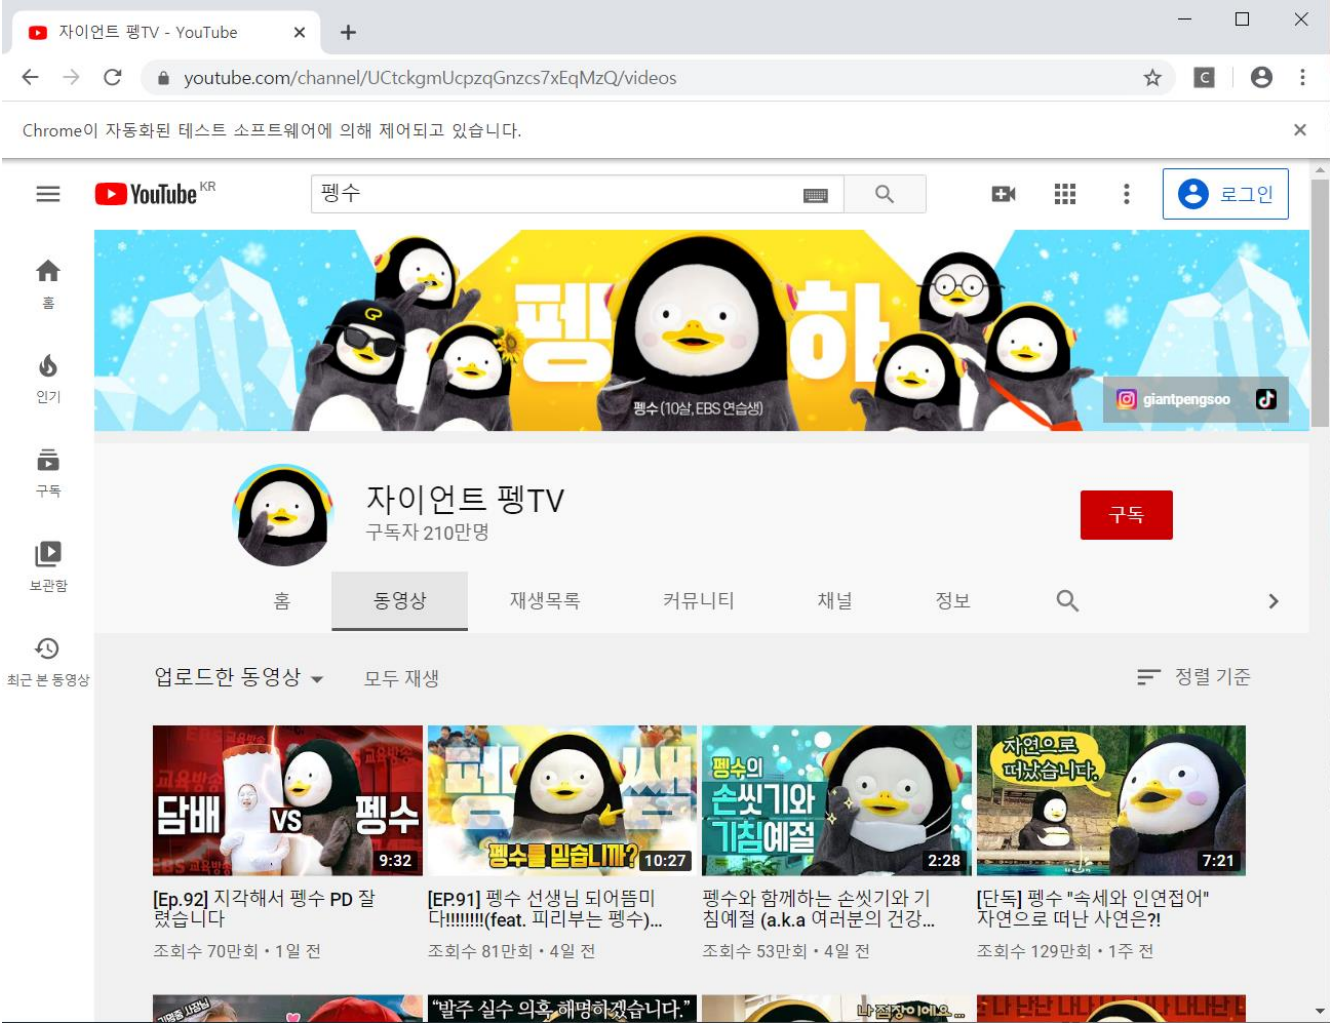 자이언트 펭TV - YouTube
youtube.com/channel/UCtckgmUcpzqGnzcs7xEqMzQ/videos
Chrome이 자동화된 테스트 소프트웨어에 의해 제어되고 있습니다.
YouTube KR
펭수
로그인
홈
인기
구독
보관함
최근 본 동영상
펭
하
펭수 (10살, EBS 연습생)
giantpengsoo
자이언트 펭TV
구독자 210만명
구독
홈 동영상 재생목록 커뮤니티 채널 정보
업로드한 동영상 모두 재생 정렬 기준
담배 VS 펭수
9:32
펭 쌤
펭수를 믿습니까?
10:27
펭수의
손씻기와
기침예절
2:28
자연으로
떠났습니다.
7:21
[Ep.92] 지각해서 펭수 PD 잘
렸습니다
조회수 70만회 • 1일 전
[EP.91] 펭수 선생님 되어뜸미
다!!!!!!!!(feat. 피리부는 펭수)...
조회수 81만회 • 4일 전
펭수와 함께하는 손씻기와 기
침예절 (a.k.a 여러분의 건강...
조회수 53만회 • 4일 전
[단독] 펭수 "속세와 인연접어"
자연으로 떠난 사연은?!
조회수 129만회 • 1주 전
"발주 실수 의혹 해명하겠습니다."
나 점장이에요...